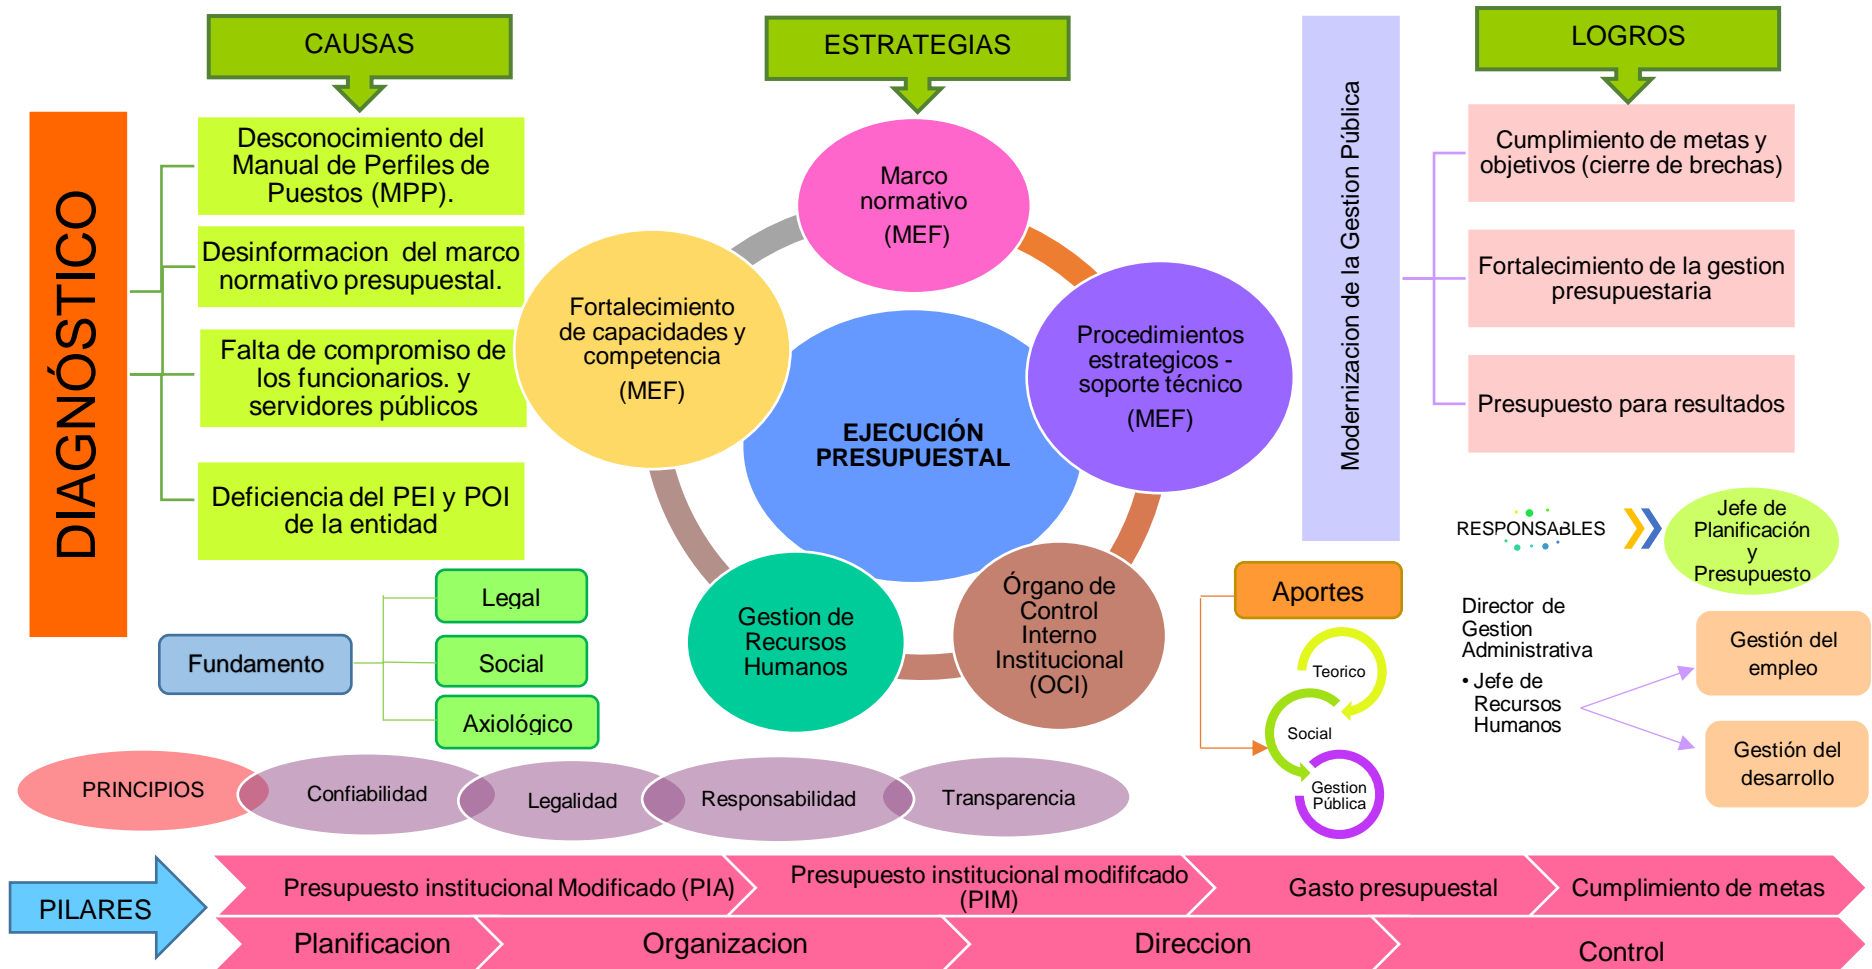 CAUSAS
ESTRATEGIAS
LOGROS
DIAGNÓSTICO
Desconocimiento del
Manual de Perfiles de
Puestos (MPP).
Desinformacion del marco
normativo presupuestal.
Falta de compromiso de
los funcionarios. y
servidores públicos
Deficiencia del PEI y POI
de la entidad
Marco
normativo
(MEF)
Fortalecimiento
de capacidades y
competencia
(MEF)
Procedimientos
estrategicos -
soporte técnico
(MEF)
EJECUCIÓN
PRESUPUESTAL
Gestion de
Recursos
Humanos
Órgano de
Control
Interno
Institucional
(OCI)
Modernizacion de la Gestion Pública
Cumplimiento de metas y
objetivos (cierre de brechas)
Fortalecimiento de la gestion
presupuestaria
Presupuesto para resultados
RESPONSABLES
Jefe de
Planificación
y
Presupuesto
Director de
Gestion
Administrativa
• Jefe de
Recursos
Humanos
Gestión del
empleo
Gestión del
desarrollo
Fundamento
Legal
Social
Axiológico
Aportes
Teorico
Social
Gestion
Pública
PRINCIPIOS
Confiabilidad
Legalidad
Responsabilidad
Transparencia
PILARES
Presupuesto institucional Modificado (PIA)
Presupuesto institucional modififcado
(PIM)
Gasto presupuestal
Cumplimiento de metas
Planificacion
Organizacion
Direccion
Control